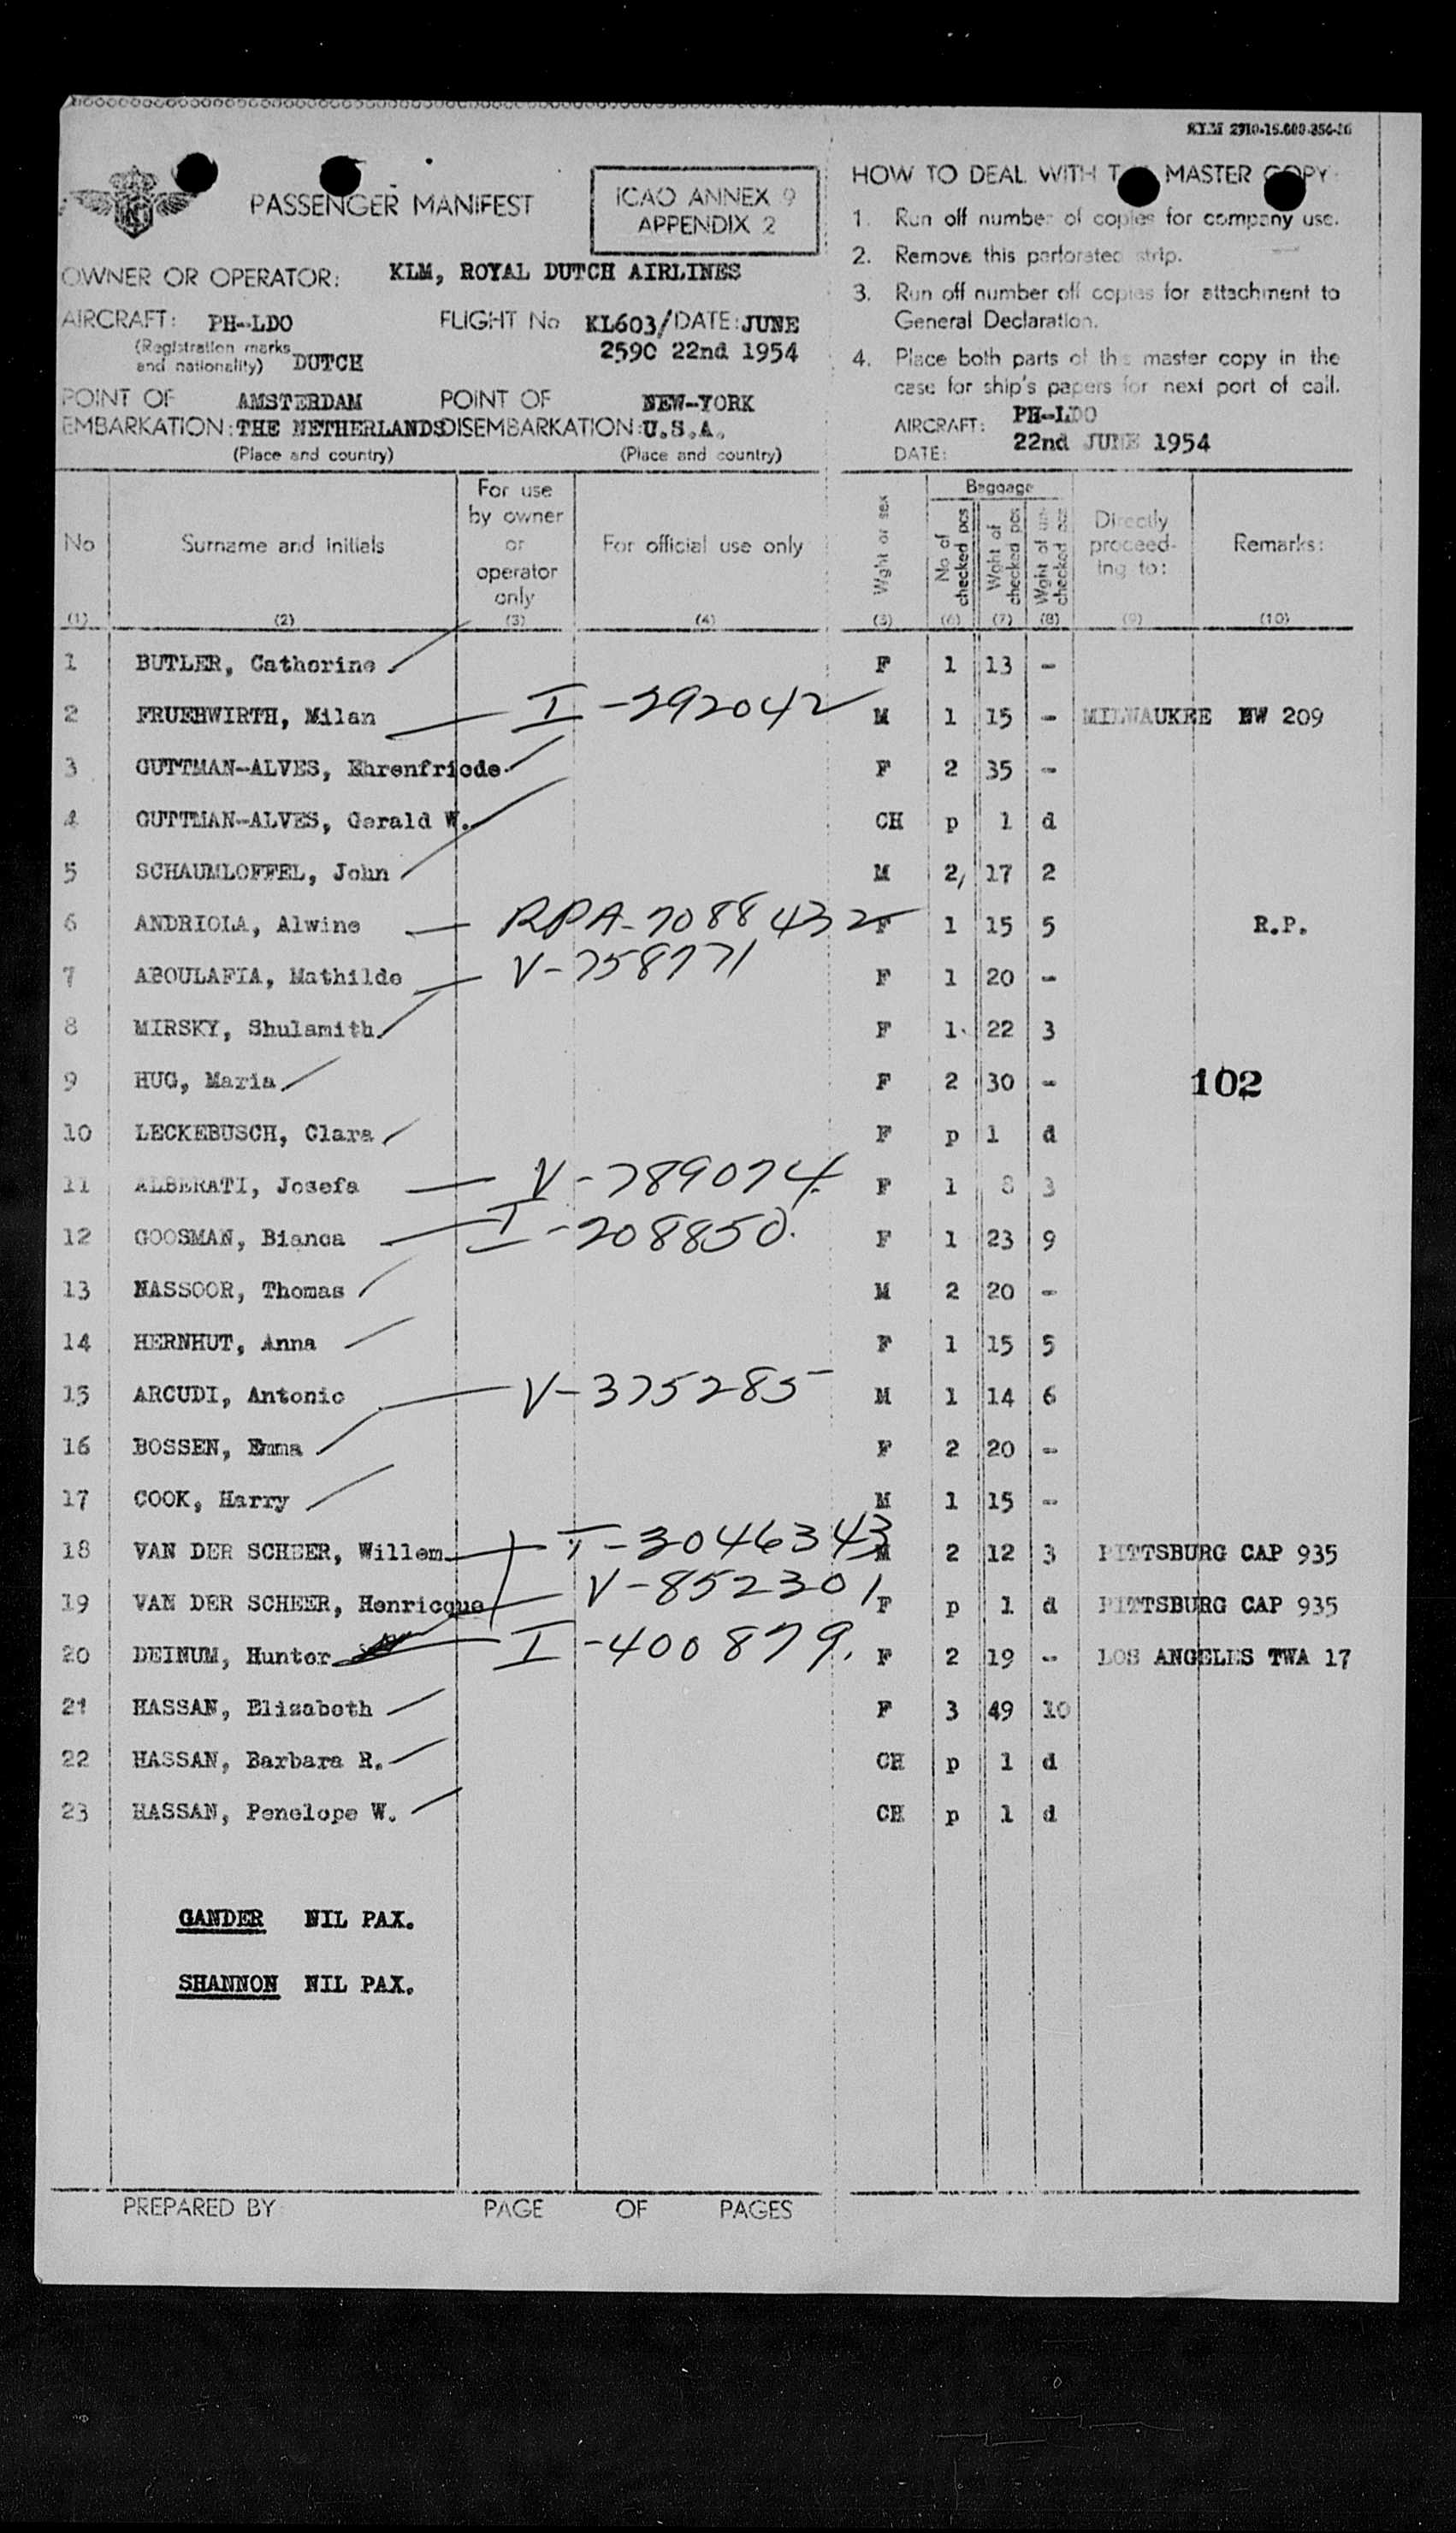 KLM 2710-15.000-354-16
PASSENGER MANIFEST
ICAO ANNEX 9
APPENDIX 2
OWNER OR OPERATOR: KLM, ROYAL DUTCH AIRLINES
AIRCRAFT: PH-LDO FLIGHT No KL603/DATE: JUNE
(Registration marks and nationality) DUTCH 259C 22nd 1954
POINT OF EMBARKATION: AMSTERDAM THE NETHERLANDS
POINT OF DISEMBARKATION: NEW-YORK U.S.A.
(Place and country) (Place and country)
HOW TO DEAL WITH MASTER COPY:
1. Run off number of copies for company use.
2. Remove this perforated strip.
3. Run off number off copies for attachment to
General Declaration.
4. Place both parts of this master copy in the
case for ship's papers for next port of call.
AIRCRAFT: PH-LDO
DATE: 22nd JUNE 1954
No Surname and initials For use by owner or operator only For official use only Wght or sex Baggage No of checked pcs Wght of checked pcs Wght of un-checked pcs Directly proceed-ing to: Remarks:
(1) (2) (3) (4) (5) (6) (7) (8) (9) (10)
1 BUTLER, Catherine F 1 13 -
2 FRUEHWIRTH, Milan I-292042 M 1 15 - MILWAUKEE NW 209
3 GUTTMAN-ALVES, Ehrenfriede F 2 35 -
4 GUTTMAN-ALVES, Gerald W. CH p 1 d
5 SCHAUMLOFFEL, John M 2, 17 2
6 ANDRIOLA, Alwine RPA-7088432 F 1 15 5 R.P.
7 ABOULAFIA, Mathilde V-758771 F 1 20 -
8 MIRSKY, Shulamith. F 1 22 3
9 HUG, Maria F 2 30 - 102
10 LECKEBUSCH, Clara F p 1 d
11 ALBERATI, Josefa V-789074 F 1 8 3
12 GOOSMAN, Bianca I-208850. F 1 23 9
13 NASSOOR, Thomas M 2 20 -
14 HERNHUT, Anna F 1 15 5
15 ARCUDI, Antonio V-375285 M 1 14 6
16 BOSSEN, Emma F 2 20 -
17 COOK, Harry M 1 15 -
18 VAN DER SCHEER, Willem I-3046343 M 2 12 3 PITTSBURG CAP 935
19 VAN DER SCHEER, Henricque V-852301 F p 1 d PITTSBURG CAP 935
20 DEINUM, Hunter I-400879. F 2 19 - LOS ANGELES TWA 17
21 HASSAN, Elizabeth F 3 49 10
22 HASSAN, Barbara R. CH p 1 d
23 HASSAN, Penelope W. CH p 1 d
GANDER NIL PAX.
SHANNON NIL PAX.
PREPARED BY: PAGE OF PAGES